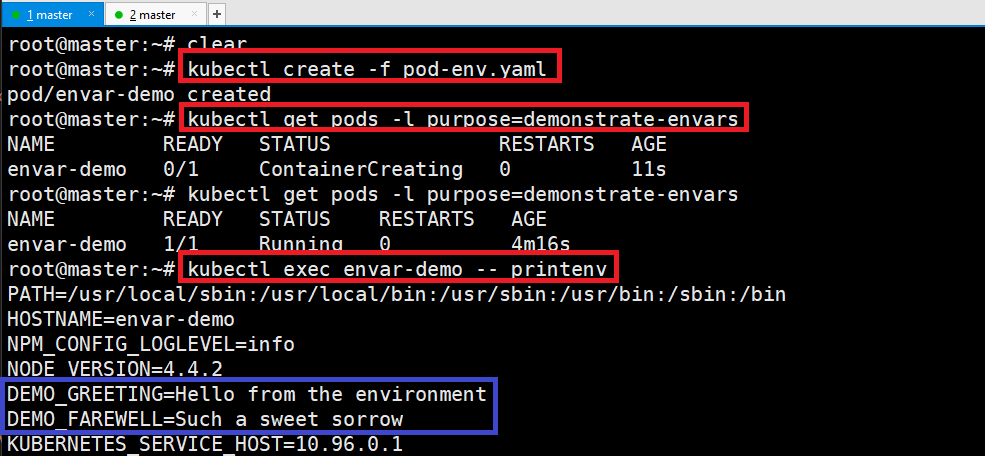 1 master × 2 master × +
root@master:~# clear
root@master:~# kubectl create -f pod-env.yaml
pod/envar-demo created
root@master:~# kubectl get pods -l purpose=demonstrate-envars
NAME READY STATUS RESTARTS AGE
envar-demo 0/1 ContainerCreating 0 11s
root@master:~# kubectl get pods -l purpose=demonstrate-envars
NAME READY STATUS RESTARTS AGE
envar-demo 1/1 Running 0 4m16s
root@master:~# kubectl exec envar-demo -- printenv
PATH=/usr/local/sbin:/usr/local/bin:/usr/sbin:/usr/bin:/sbin:/bin
HOSTNAME=envar-demo
NPM_CONFIG_LOGLEVEL=info
NODE_VERSION=4.4.2
DEMO_GREETING=Hello from the environment
DEMO_FAREWELL=Such a sweet sorrow
KUBERNETES_SERVICE_HOST=10.96.0.1